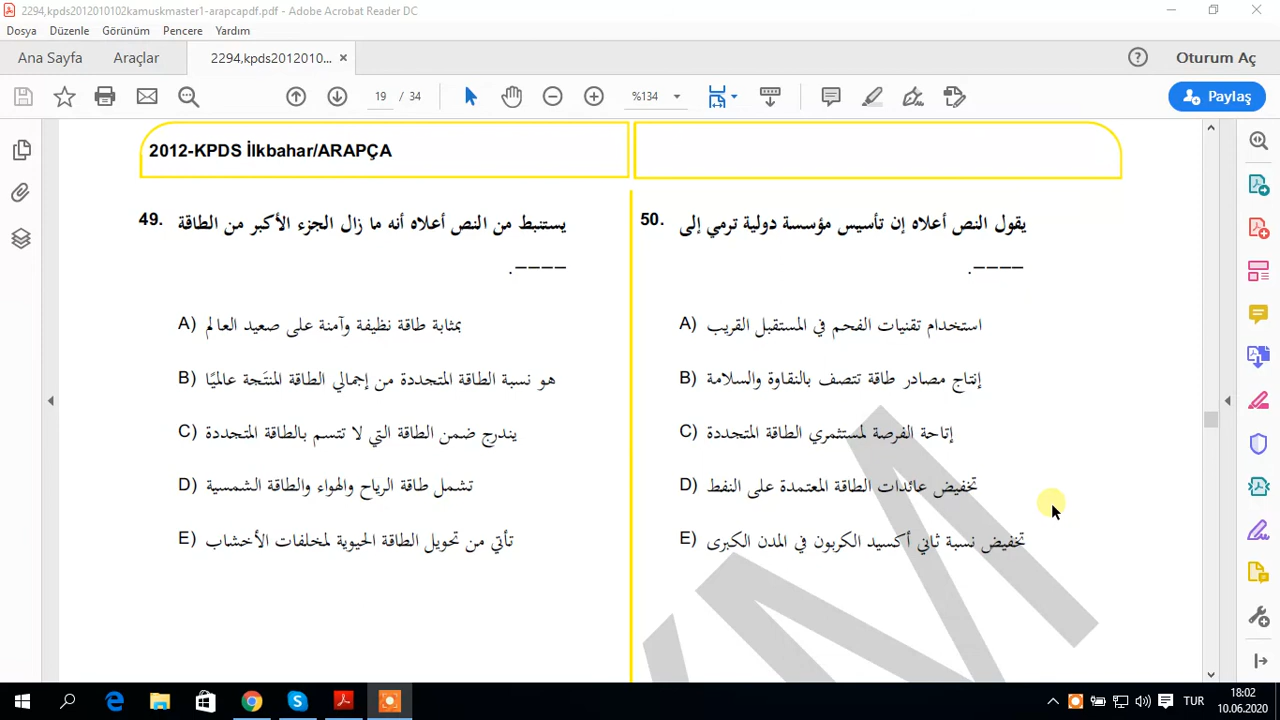 2294,kpds2012010102kamuskmaster1-arapcapdf.pdf - Adobe Acrobat Reader DC
Dosya Düzenle Görünüm Pencere Yardım
Ana Sayfa Araçlar 2294,kpds2012010... × Oturum Aç
19 / 34 %134 Paylaş
2012-KPDS İlkbahar/ARAPÇA
49. يستنبط من النص أعلاه أنه ما زال الجزء الأكبر من الطاقة
−−−−.
A) بمثابة طاقة نظيفة وآمنة على صعيد العالم
B) هو نسبة الطاقة المتجددة من إجمالي الطاقة المنتَجة عالميًا
C) يندرج ضمن الطاقة التي لا تتسم بالطاقة المتجددة
D) تشمل طاقة الرياح والهواء والطاقة الشمسية
E) تأتي من تحويل الطاقة الحيوية لمخلفات الأخشاب
50. يقول النص أعلاه إن تأسيس مؤسسة دولية ترمي إلى
−−−−.
A) استخدام تقنيات الفحم في المستقبل القريب
B) إنتاج مصادر طاقة تتصف بالنقاوة والسلامة
C) إتاحة الفرصة لمستثمري الطاقة المتجددة
D) تخفيض عائدات الطاقة المعتمدة على النفط
E) تخفيض نسبة ثاني أكسيد الكربون في المدن الكبرى
YM
TUR
18:02
10.06.2020